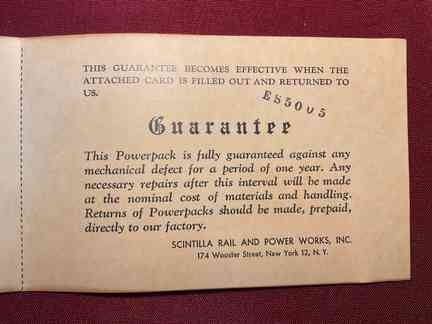 THIS GUARANTEE BECOMES EFFECTIVE WHEN THE
ATTACHED CARD IS FILLED OUT AND RETURNED TO
US.
ES5005
Guarantee
This Powerpack is fully guaranteed against any
mechanical defect for a period of one year. Any
necessary repairs after this interval will be made
at the nominal cost of materials and handling.
Returns of Powerpacks should be made, prepaid,
directly to our factory.
SCINTILLA RAIL AND POWER WORKS, INC.
174 Wooster Street, New York 12, N. Y.